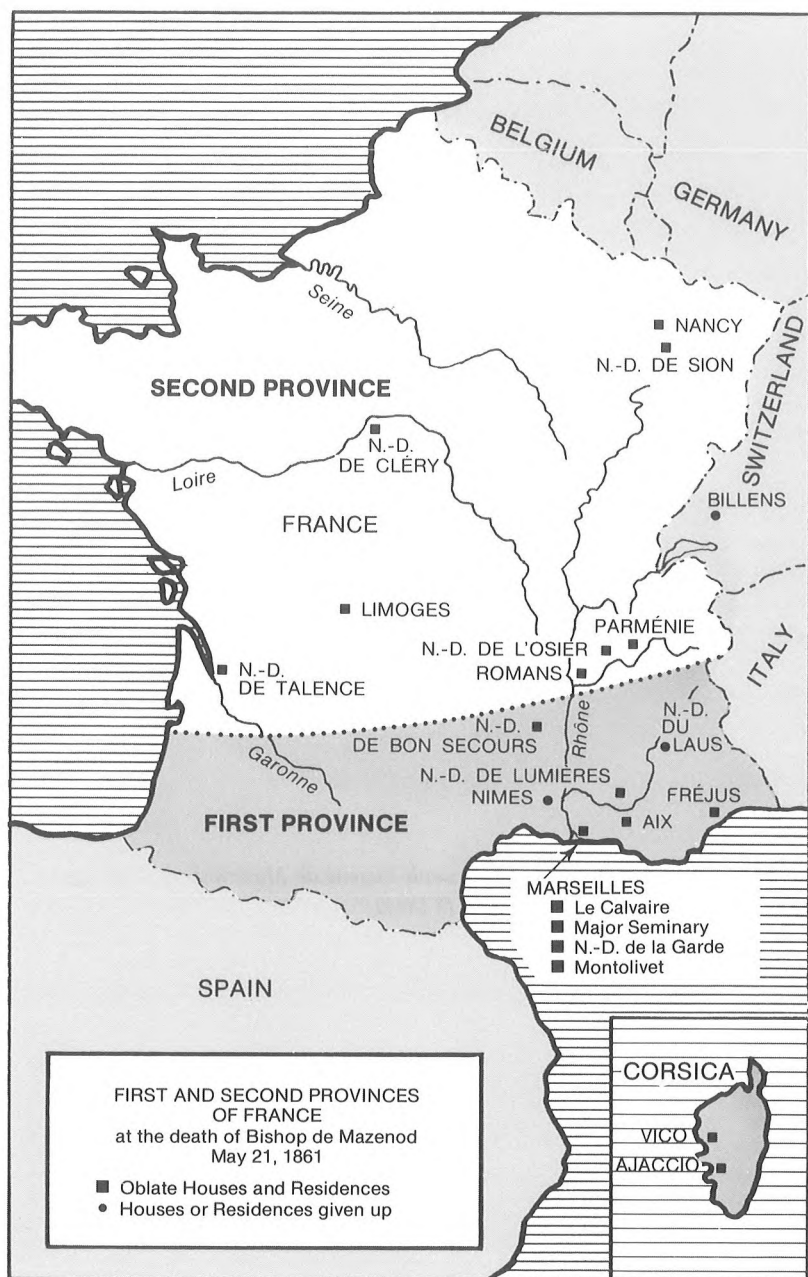 BELGIUM
GERMANY
Seine
NANCY
N.-D. DE SION
SECOND PROVINCE
N.-D.
DE CLÉRY
Loire
SWITZERLAND
BILLENS
FRANCE
LIMOGES
PARMÉNIE
N.-D. DE L'OSIER
ROMANS
N.-D.
DE TALENCE
ITALY
N.-D.
DE BON SECOURS
Rhône
N.-D.
DU
LAUS
Garonne
N.-D. DE LUMIÈRES
NIMES
FRÉJUS
FIRST PROVINCE
AIX
MARSEILLES
Le Calvaire
Major Seminary
N.-D. de la Garde
Montolivet
SPAIN
CORSICA
VICO
AJACCIO
FIRST AND SECOND PROVINCES
OF FRANCE
at the death of Bishop de Mazenod
May 21, 1861
Oblate Houses and Residences
Houses or Residences given up